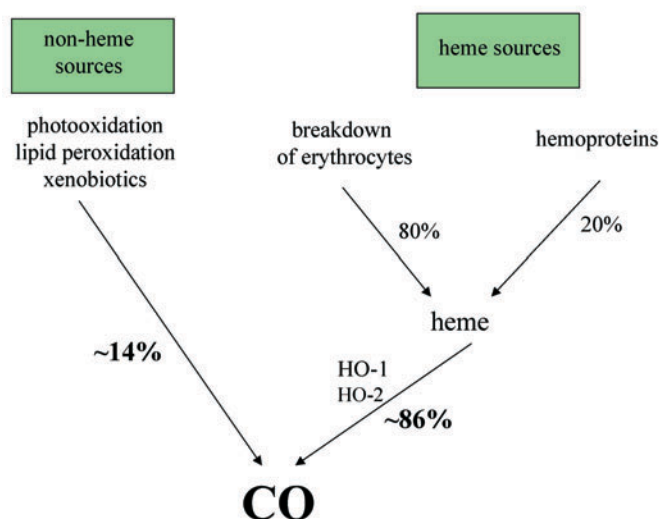 non-heme
sources
heme sources
photooxidation
lipid peroxidation
xenobiotics
breakdown
of erythrocytes
hemoproteins
80%
20%
heme
~14%
HO-1
HO-2
~86%
CO